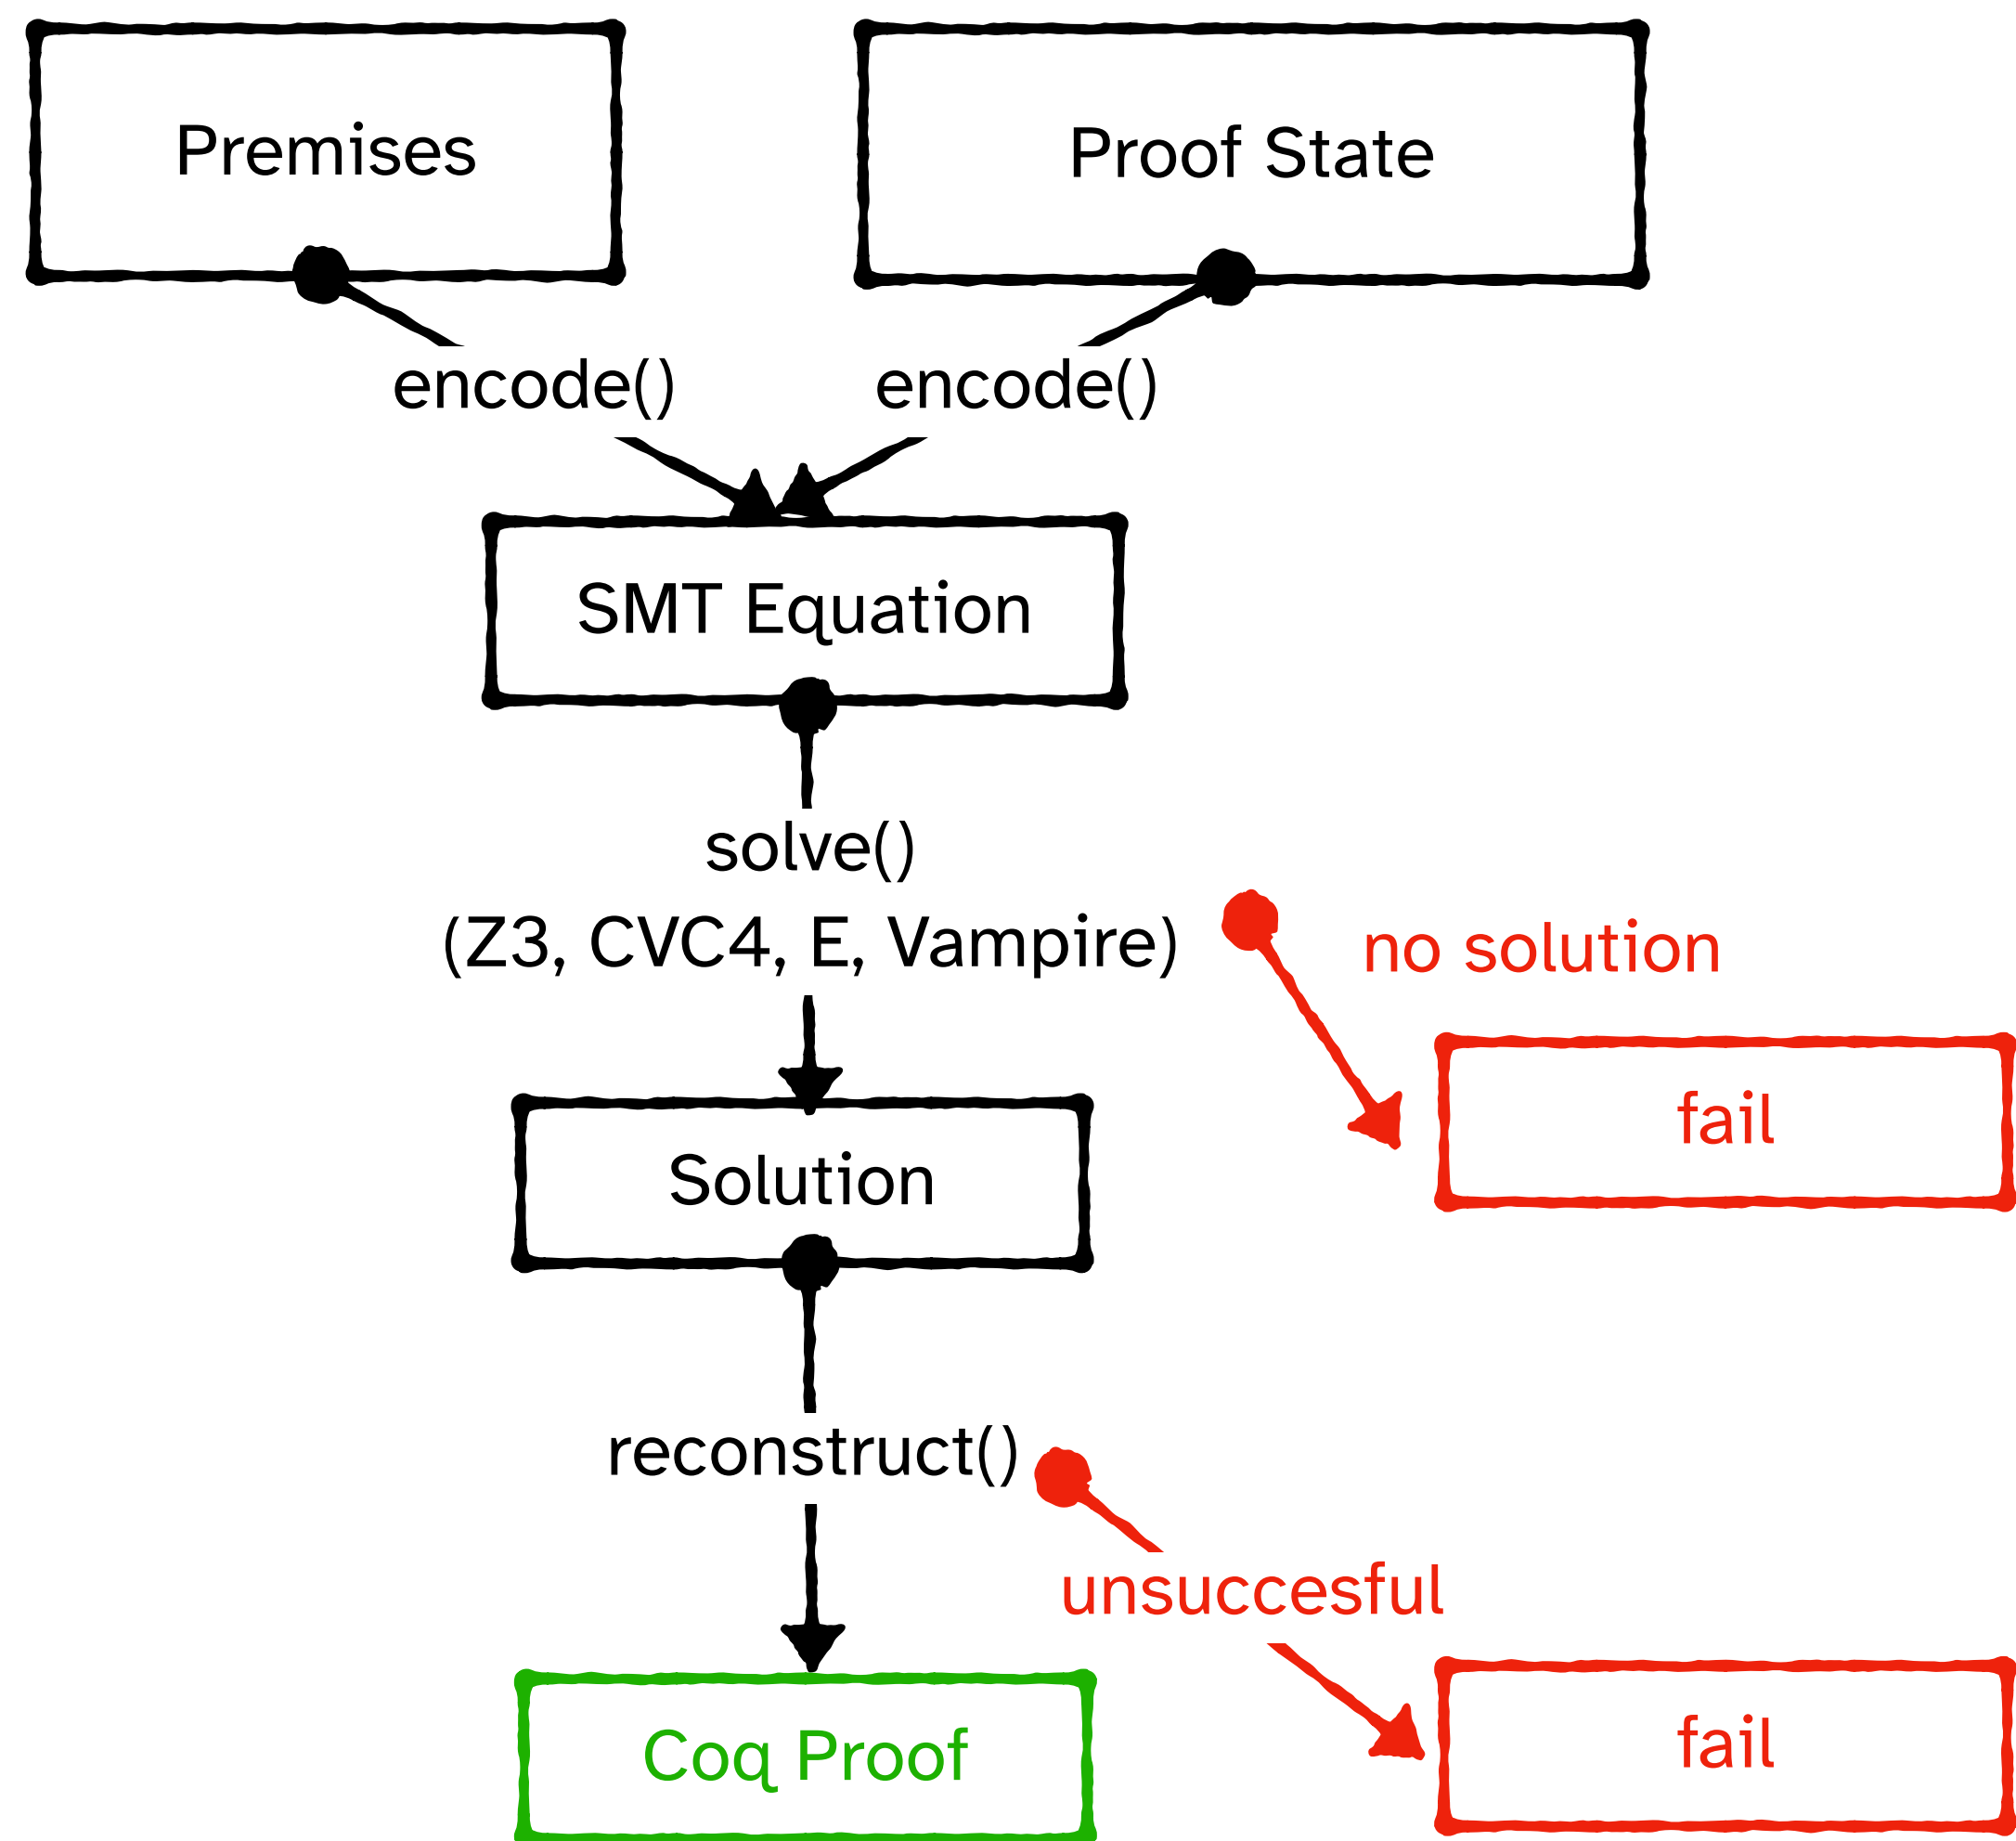 Premises
Proof State
encode()
encode()
SMT Equation
solve()
(Z3, CVC4, E, Vampire)
no solution
fail
Solution
reconstruct()
unsuccesful
Coq Proof
fail